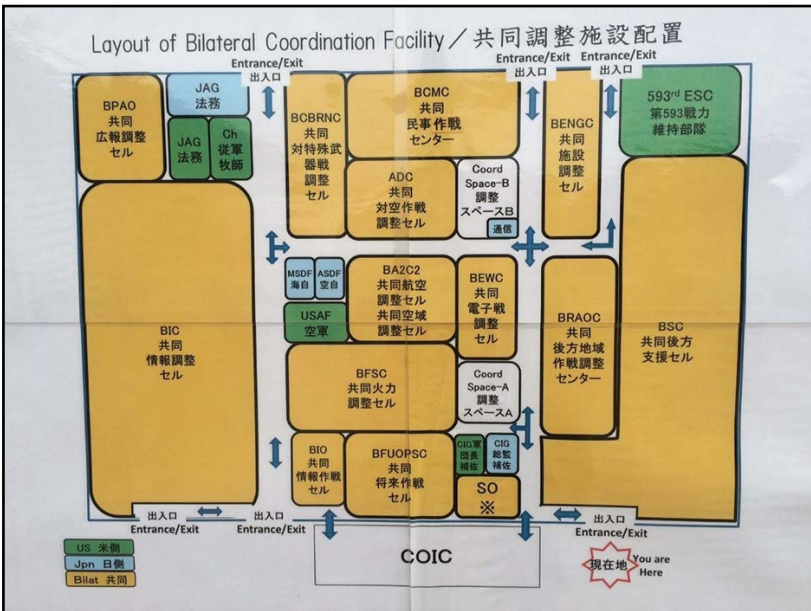 Layout of Bilateral Coordination Facility／共同調整施設配置
Entrance/Exit
出入口
Entrance/Exit
出入口
Entrance/Exit
出入口
BPAO
共同
広報調整
セル
JAG
法務
JAG
法務
Ch
従軍
牧師
BCBRNC
共同
対特殊武
器戦
調整
セル
BCMC
共同
民事作戦
センター
ADC
共同
対空作戦
調整セル
Coord
Space-B
調整
スペースB
通信
BENGC
共同
施設
調整
セル
593rd ESC
第593戦力
維持部隊
BIC
共同
情報調整
セル
MSDF
海自
ASDF
空自
USAF
空軍
BA2C2
共同航空
調整セル
共同空域
調整セル
BEWC
共同
電子戦
調整
セル
BRAOC
共同
後方地域
作戦調整
センター
BSC
共同後方
支援セル
BFSC
共同火力
調整セル
Coord
Space-A
調整
スペースA
BIO
共同
情報作戦
セル
BFUOPSC
共同
将来作戦
セル
CIG軍
団長
補佐
CIG
総監
補佐
SO
※
出入口
Entrance/Exit
出入口
Entrance/Exit
出入口
Entrance/Exit
US 米側
Jpn 日側
Bilat 共同
COIC
現在地
You are
Here